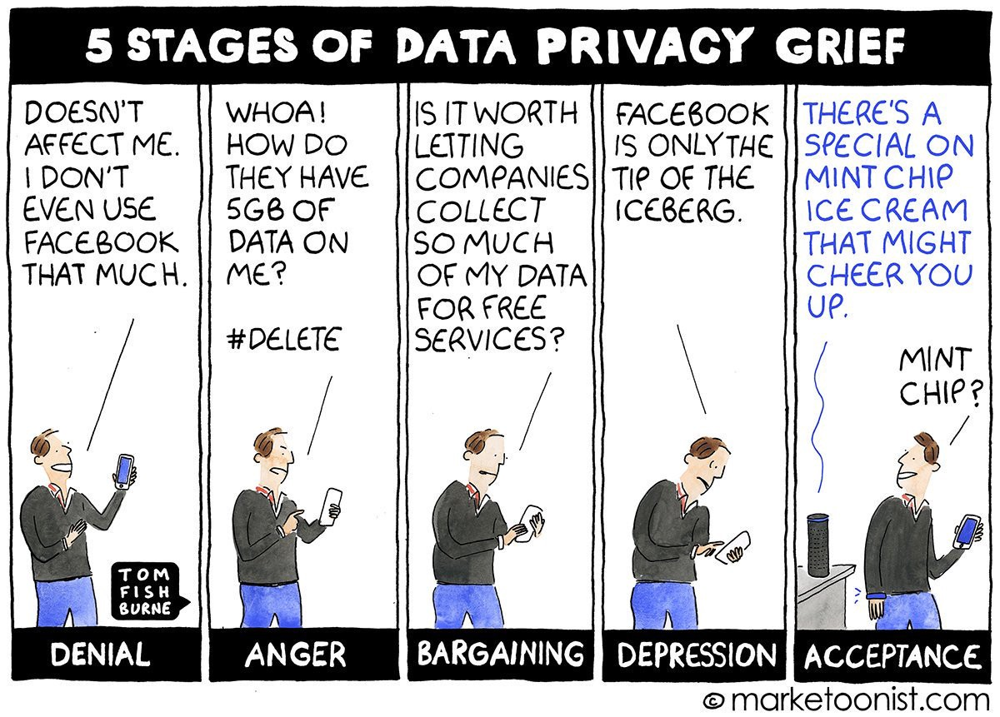 5 STAGES OF DATA PRIVACY GRIEF
DOESN'T
AFFECT ME.
I DON'T
EVEN USE
FACEBOOK
THAT MUCH.
TOM
FISH
BURNE
DENIAL
WHOA!
HOW DO
THEY HAVE
5GB OF
DATA ON
ME?
#DELETE
ANGER
IS IT WORTH
LETTING
COMPANIES
COLLECT
SO MUCH
OF MY DATA
FOR FREE
SERVICES?
BARGAINING
FACEBOOK
IS ONLY THE
TIP OF THE
ICEBERG.
DEPRESSION
THERE'S A
SPECIAL ON
MINT CHIP
ICE CREAM
THAT MIGHT
CHEER YOU
UP.
MINT
CHIP?
ACCEPTANCE
© marketoonist.com